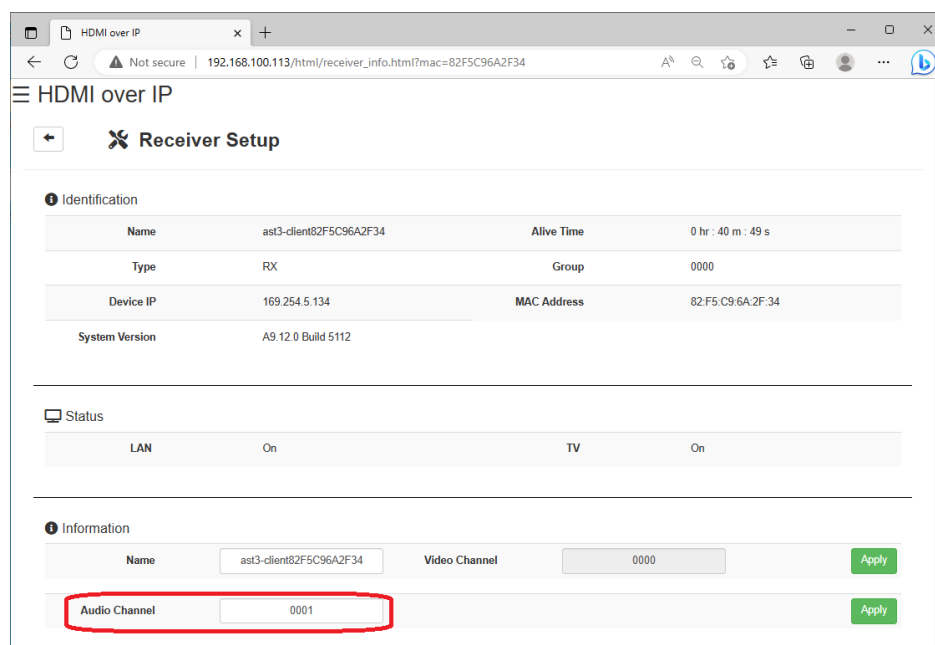 HDMI over IP
Not secure | 192.168.100.113/html/receiver_info.html?mac=82F5C96A2F34
HDMI over IP
Receiver Setup
Identification
Name ast3-client82F5C96A2F34 Alive Time 0 hr : 40 m : 49 s
Type RX Group 0000
Device IP 169.254.5.134 MAC Address 82:F5:C9:6A:2F:34
System Version A9.12.0 Build 5112
Status
LAN On TV On
Information
Name ast3-client82F5C96A2F34 Video Channel 0000 Apply
Audio Channel 0001 Apply